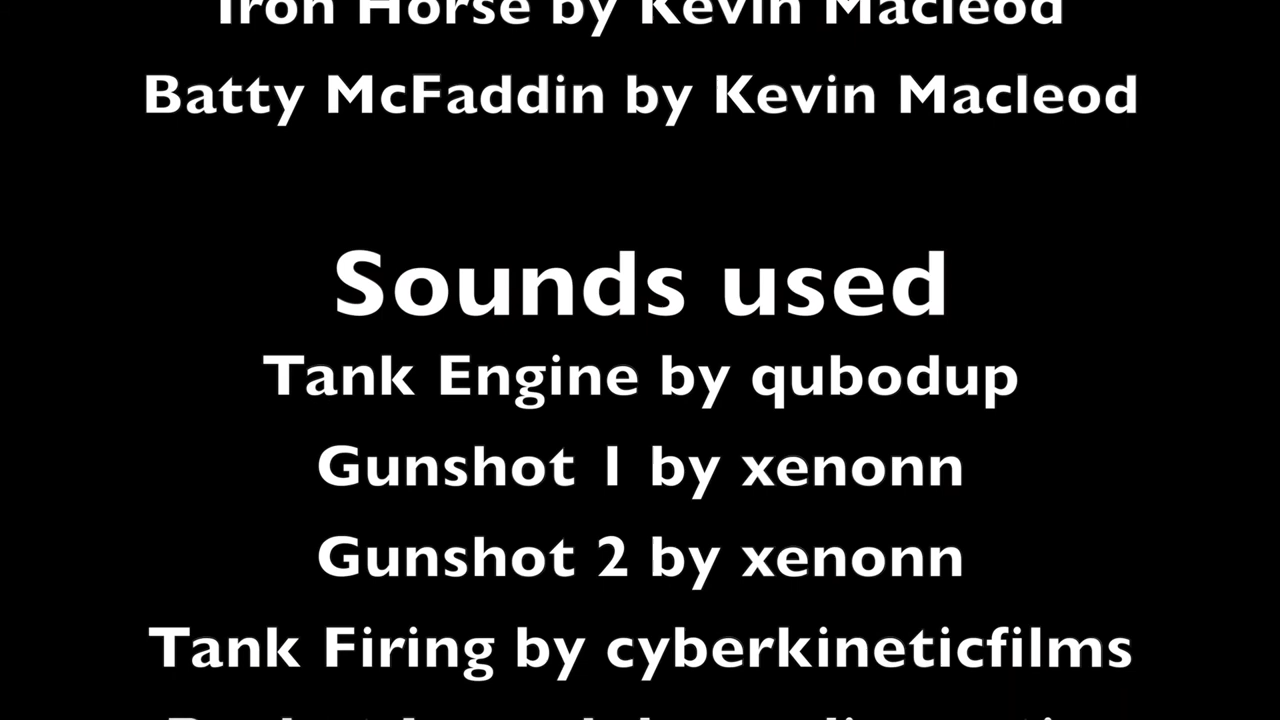 Iron Horse by Kevin Macleod
Batty McFaddin by Kevin Macleod
Sounds used
Tank Engine by qubodup
Gunshot 1 by xenonn
Gunshot 2 by xenonn
Tank Firing by cyberkineticfilms